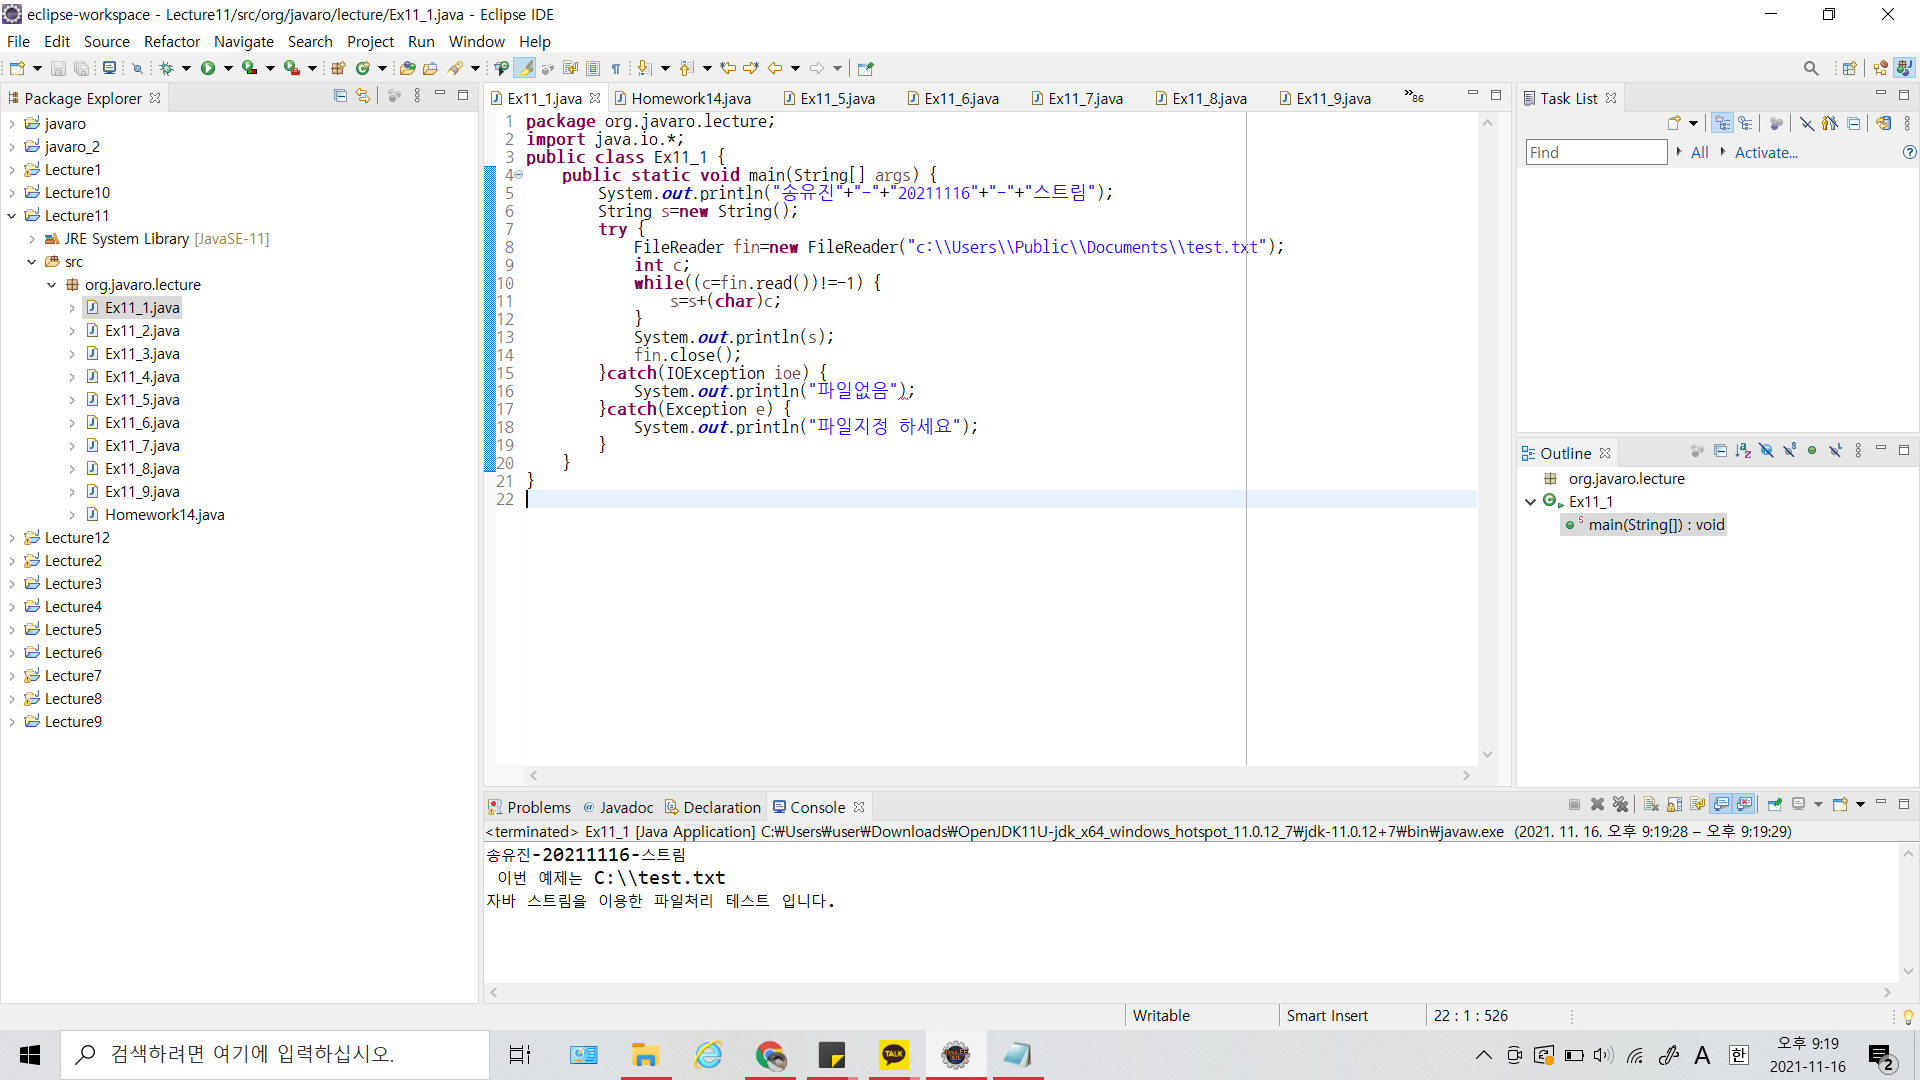 eclipse-workspace - Lecture11/src/org/javaro/lecture/Ex11_1.java - Eclipse IDE
File Edit Source Refactor Navigate Search Project Run Window Help
Package Explorer
javaro
javaro_2
Lecture1
Lecture10
Lecture11
JRE System Library [JavaSE-11]
src
org.javaro.lecture
Ex11_1.java
Ex11_2.java
Ex11_3.java
Ex11_4.java
Ex11_5.java
Ex11_6.java
Ex11_7.java
Ex11_8.java
Ex11_9.java
Homework14.java
Lecture12
Lecture2
Lecture3
Lecture4
Lecture5
Lecture6
Lecture7
Lecture8
Lecture9
Ex11_1.java Homework14.java Ex11_5.java Ex11_6.java Ex11_7.java Ex11_8.java Ex11_9.java »86
1 package org.javaro.lecture;
2 import java.io.*;
3 public class Ex11_1 {
4 public static void main(String[] args) {
5 System.out.println("송유진"+"-"+"20211116"+"-"+"스트림");
6 String s=new String();
7 try {
8 FileReader fin=new FileReader("c:\\Users\\Public\\Documents\\test.txt");
9 int c;
10 while((c=fin.read())!=-1) {
11 s=s+(char)c;
12 }
13 System.out.println(s);
14 fin.close();
15 }catch(IOException ioe) {
16 System.out.println("파일없음");
17 }catch(Exception e) {
18 System.out.println("파일지정 하세요");
19 }
20 }
21 }
22
Task List
Find All Activate...
Outline
org.javaro.lecture
Ex11_1
main(String[]) : void
Problems @ Javadoc Declaration Console
<terminated> Ex11_1 [Java Application] C:₩Users₩user₩Downloads₩OpenJDK11U-jdk_x64_windows_hotspot_11.0.12_7₩jdk-11.0.12+7₩bin₩javaw.exe (2021. 11. 16. 오후 9:19:28 – 오후 9:19:29)
송유진-20211116-스트림
이번 예제는 C:\\test.txt
자바 스트림을 이용한 파일처리 테스트 입니다.
Writable Smart Insert 22 : 1 : 526
검색하려면 여기에 입력하십시오.
TALK
A 한
오후 9:19
2021-11-16
2